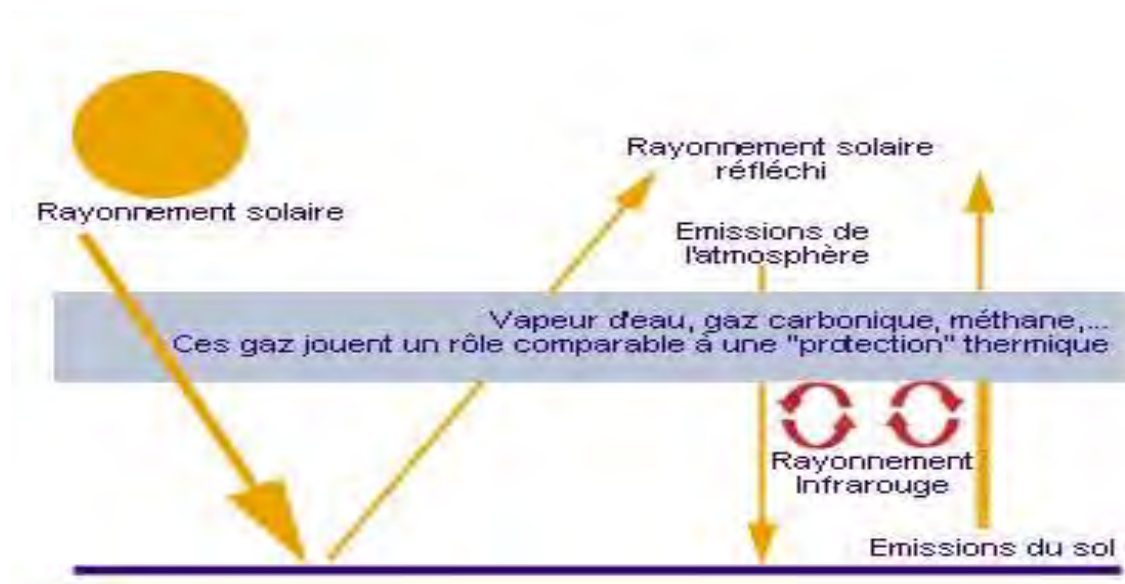 Rayonnement solaire
Rayonnement solaire
réfléchi
Emissions de
l'atmosphère
Vapeur d'eau, gaz carbonique, méthane,...
Ces gaz jouent un rôle comparable à une "protection" thermique
Rayonnement
Infrarouge
Emissions du sol